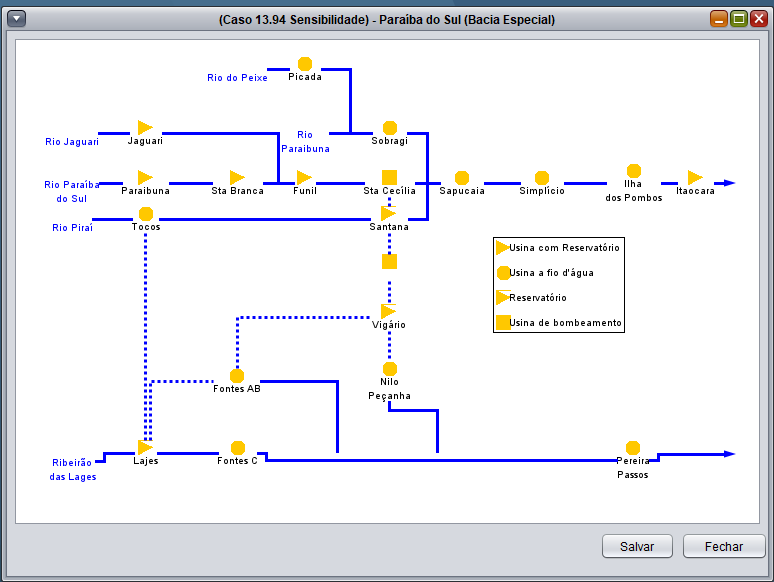 (Caso 13.94 Sensibilidade) - Paraíba do Sul (Bacia Especial)
Rio do Peixe
Picada
Rio Jaguari
Jaguari
Rio
Paraibuna
Sobragi
Rio Paraíba
do Sul
Paraibuna
Sta Branca
Funil
Sta Cecília
Sapucaia
Simplício
Ilha
dos Pombos
Itaocara
Rio Piraí
Tocos
Santana
Usina com Reservatório
Usina a fio d'água
Reservatório
Usina de bombeamento
Vigário
Fontes AB
Nilo
Peçanha
Ribeirão
das Lages
Lajes
Fontes C
Pereira
Passos
Salvar
Fechar